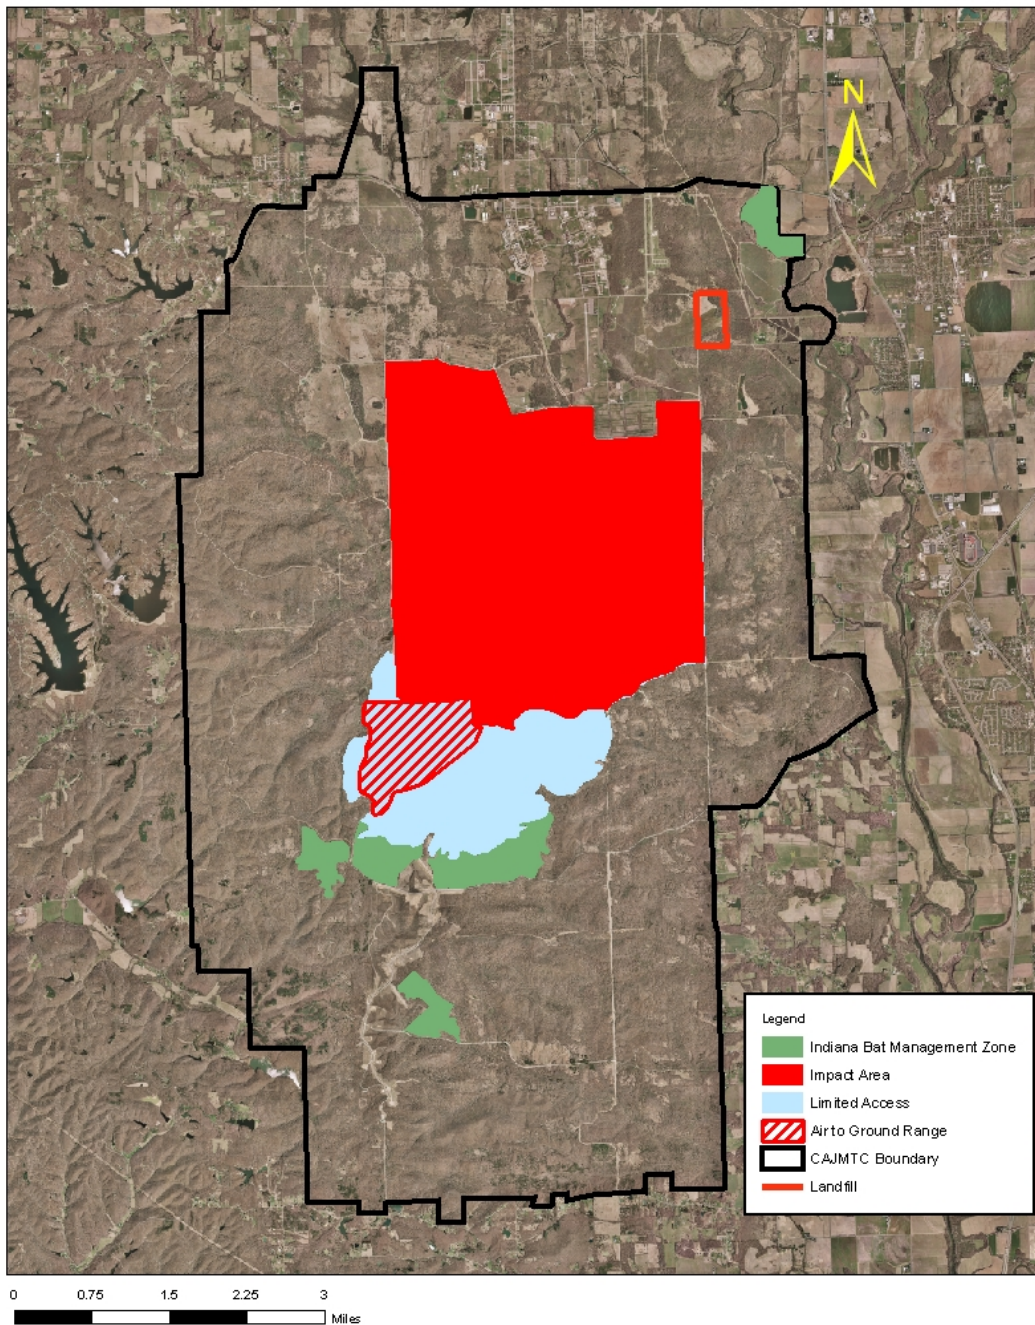 N
Legend
Indiana Bat Management Zone
Impact Area
Limited Access
Air to Ground Range
CAJMTC Boundary
Landfill
0 0.75 1.5 2.25 3
Miles